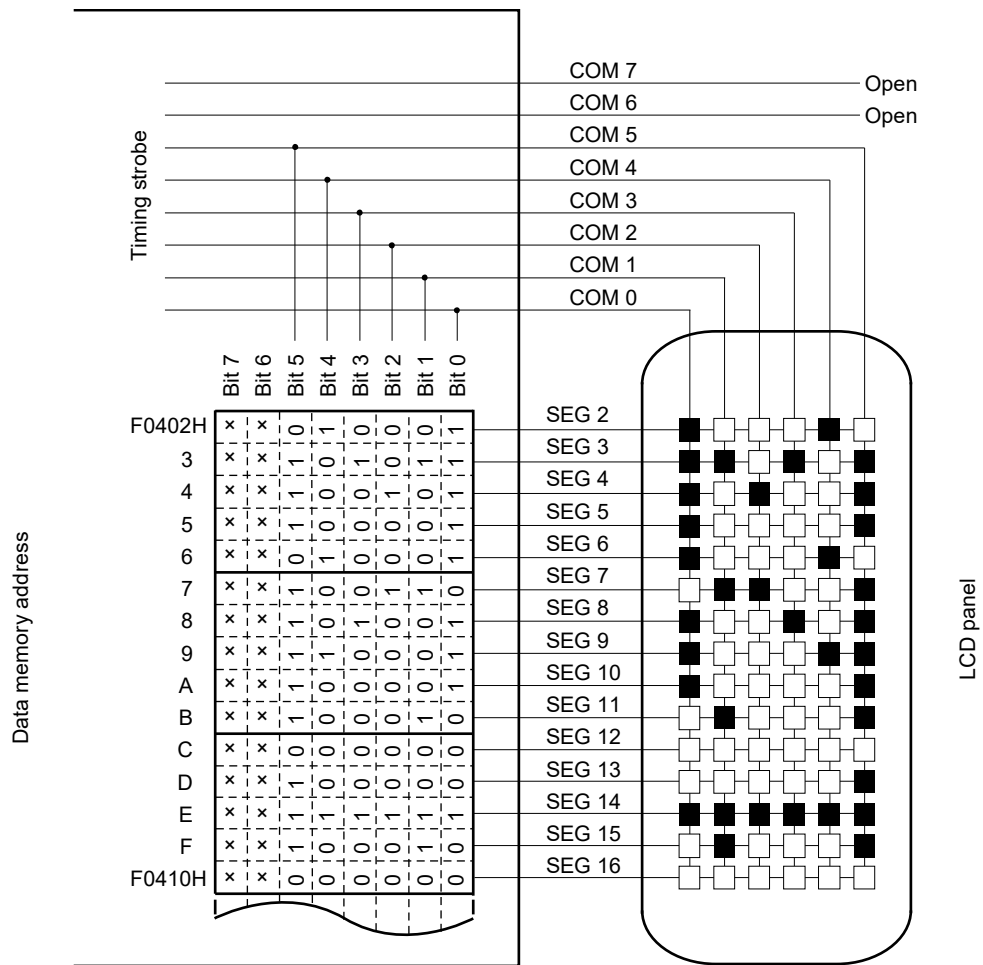 COM 7
Open
COM 6
Open
COM 5
COM 4
COM 3
COM 2
COM 1
COM 0
Timing strobe
Bit 7 Bit 6 Bit 5 Bit 4 Bit 3 Bit 2 Bit 1 Bit 0
F0402H × × 0 1 0 0 0 1 SEG 2
3 × × 1 0 1 0 1 1 SEG 3
4 × × 1 0 0 1 0 1 SEG 4
5 × × 1 0 0 0 0 1 SEG 5
6 × × 0 1 0 0 0 1 SEG 6
7 × × 1 0 0 1 1 0 SEG 7
8 × × 1 0 1 0 0 1 SEG 8
9 × × 1 1 0 0 0 1 SEG 9
A × × 1 0 0 0 0 1 SEG 10
B × × 1 0 0 0 1 0 SEG 11
C × × 0 0 0 0 0 0 SEG 12
D × × 1 0 0 0 0 0 SEG 13
E × × 1 1 1 1 1 1 SEG 14
F × × 1 0 0 0 1 0 SEG 15
F0410H × × 0 0 0 0 0 0 SEG 16
Data memory address
LCD panel